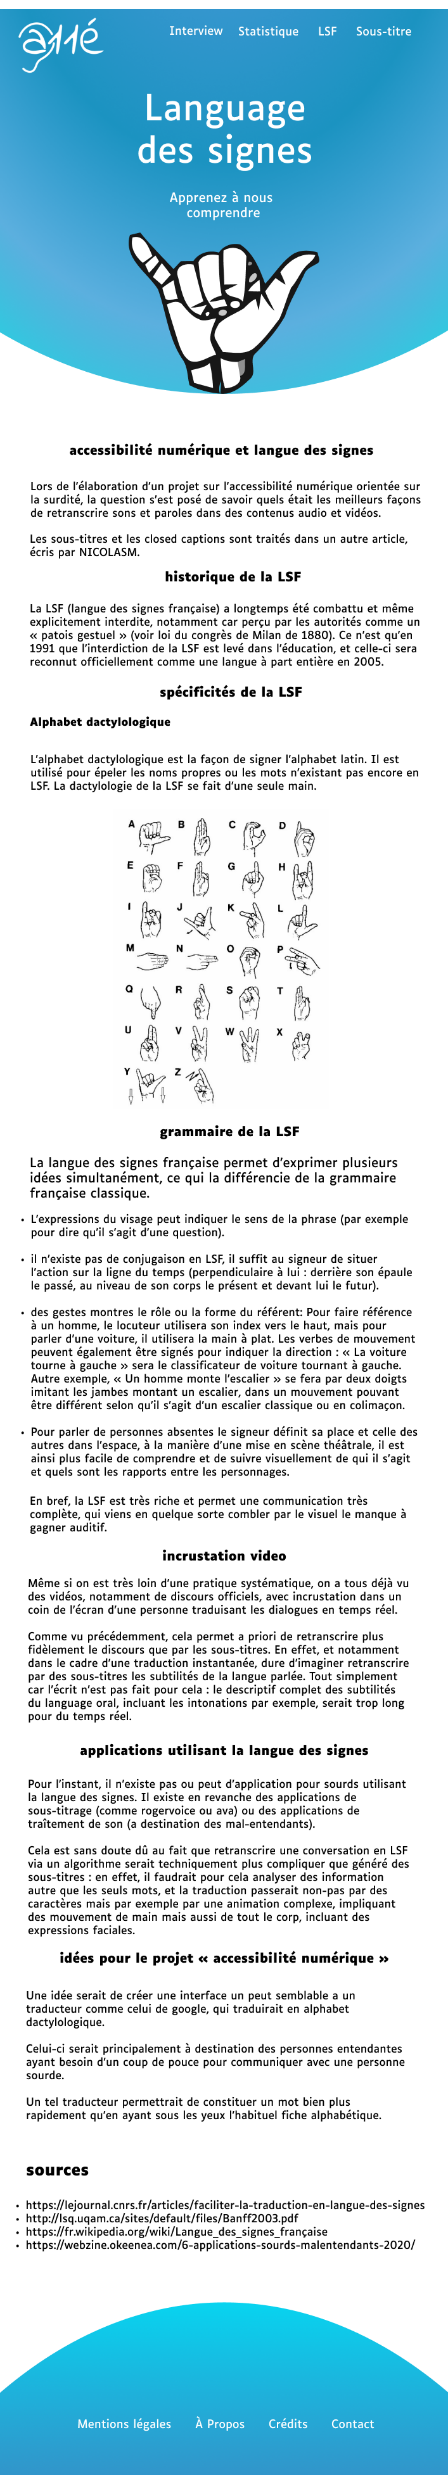 a11é
Interview Statistique LSF Sous-titre
Language
des signes
Apprenez à nous
comprendre
accessibilité numérique et langue des signes
Lors de l'élaboration d'un projet sur l'accessibilité numérique orientée sur
la surdité, la question s'est posé de savoir quels était les meilleurs façons
de retranscrire sons et paroles dans des contenus audio et vidéos.
Les sous-titres et les closed captions sont traités dans un autre article,
écris par NICOLASM.
historique de la LSF
La LSF (langue des signes française) a longtemps été combattu et même
explicitement interdite, notamment car perçu par les autorités comme un
« patois gestuel » (voir loi du congrès de Milan de 1880). Ce n'est qu'en
1991 que l'interdiction de la LSF est levé dans l'éducation, et celle-ci sera
reconnut officiellement comme une langue à part entière en 2005.
spécificités de la LSF
Alphabet dactylologique
L'alphabet dactylologique est la façon de signer l'alphabet latin. Il est
utilisé pour épeler les noms propres ou les mots n'existant pas encore en
LSF. La dactylologie de la LSF se fait d'une seule main.
A B C D
E F G H
I J K L
M N O P
Q R S T
U V W X
Y Z
grammaire de la LSF
La langue des signes française permet d'exprimer plusieurs
idées simultanément, ce qui la différencie de la grammaire
française classique.
• L'expressions du visage peut indiquer le sens de la phrase (par exemple
pour dire qu'il s'agit d'une question).
• il n'existe pas de conjugaison en LSF, il suffit au signeur de situer
l'action sur la ligne du temps (perpendiculaire à lui : derrière son épaule
le passé, au niveau de son corps le présent et devant lui le futur).
• des gestes montres le rôle ou la forme du référent: Pour faire référence
à un homme, le locuteur utilisera son index vers le haut, mais pour
parler d'une voiture, il utilisera la main à plat. Les verbes de mouvement
peuvent également être signés pour indiquer la direction : « La voiture
tourne à gauche » sera le classificateur de voiture tournant à gauche.
Autre exemple, « Un homme monte l'escalier » se fera par deux doigts
imitant les jambes montant un escalier, dans un mouvement pouvant
être différent selon qu'il s'agit d'un escalier classique ou en colimaçon.
• Pour parler de personnes absentes le signeur définit sa place et celle des
autres dans l'espace, à la manière d'une mise en scène théâtrale, il est
ainsi plus facile de comprendre et de suivre visuellement de qui il s'agit
et quels sont les rapports entre les personnages.
En bref, la LSF est très riche et permet une communication très
complète, qui viens en quelque sorte combler par le visuel le manque à
gagner auditif.
incrustation video
Même si on est très loin d'une pratique systématique, on a tous déjà vu
des vidéos, notamment de discours officiels, avec incrustation dans un
coin de l'écran d'une personne traduisant les dialogues en temps réel.
Comme vu précédemment, cela permet a priori de retranscrire plus
fidèlement le discours que par les sous-titres. En effet, et notamment
dans le cadre d'une traduction instantanée, dure d'imaginer retranscrire
par des sous-titres les subtilités de la langue parlée. Tout simplement
car l'écrit n'est pas fait pour cela : le descriptif complet des subtilités
du language oral, incluant les intonations par exemple, serait trop long
pour du temps réel.
applications utilisant la langue des signes
Pour l'instant, il n'existe pas ou peut d'application pour sourds utilisant
la langue des signes. Il existe en revanche des applications de
sous-titrage (comme rogervoice ou ava) ou des applications de
traîtement de son (a destination des mal-entendants).
Cela est sans doute dû au fait que retranscrire une conversation en LSF
via un algorithme serait techniquement plus compliquer que généré des
sous-titres : en effet, il faudrait pour cela analyser des information
autre que les seuls mots, et la traduction passerait non-pas par des
caractères mais par exemple par une animation complexe, impliquant
des mouvement de main mais aussi de tout le corp, incluant des
expressions faciales.
idées pour le projet « accessibilité numérique »
Une idée serait de créer une interface un peut semblable a un
traducteur comme celui de google, qui traduirait en alphabet
dactylologique.
Celui-ci serait principalement à destination des personnes entendantes
ayant besoin d'un coup de pouce pour communiquer avec une personne
sourde.
Un tel traducteur permettrait de constituer un mot bien plus
rapidement qu'en ayant sous les yeux l'habituel fiche alphabétique.
sources
• https://lejournal.cnrs.fr/articles/faciliter-la-traduction-en-langue-des-signes
• http://lsq.uqam.ca/sites/default/files/Banff2003.pdf
• https://fr.wikipedia.org/wiki/Langue_des_signes_française
• https://webzine.okeenea.com/6-applications-sourds-malentendants-2020/
Mentions légales À Propos Crédits Contact